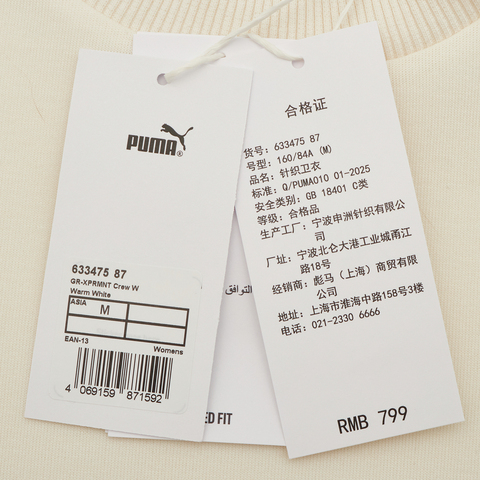 PUMA®
633475 87
GR-XPRMNT Crew W
Warm White
ASIA
M
EAN-13
Womens
4 069159 871592
合格证
货号: 633475 87
号型: 160/84A (M)
品名: 针织卫衣
标准: Q/PUMA010 01-2025
安全类别: GB 18401 C类
等级: 合格品
生产工厂: 宁波申洲针织有限公
司
厂址: 宁波北仑大港工业城甬江
路18号
经销商: 彪马（上海）商贸有限
公司
地址: 上海市淮海中路158号3楼
电话: 021-2330 6666
RMB 799
التوافق
ED FIT